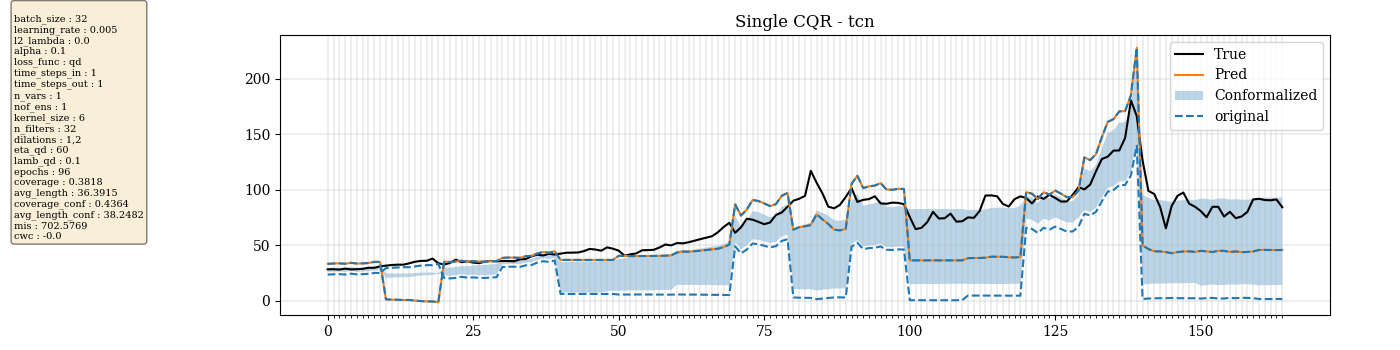 batch_size : 32
learning_rate : 0.005
l2_lambda : 0.0
alpha : 0.1
loss_func : qd
time_steps_in : 1
time_steps_out : 1
n_vars : 1
nof_ens : 1
kernel_size : 6
n_filters : 32
dilations : 1,2
eta_qd : 60
lamb_qd : 0.1
epochs : 96
coverage : 0.3818
avg_length : 36.3915
coverage_conf : 0.4364
avg_length_conf : 38.2482
mis : 702.5769
cwc : -0.0
Single CQR - tcn
True
Pred
Conformalized
original
200
150
100
50
0
0 25 50 75 100 125 150